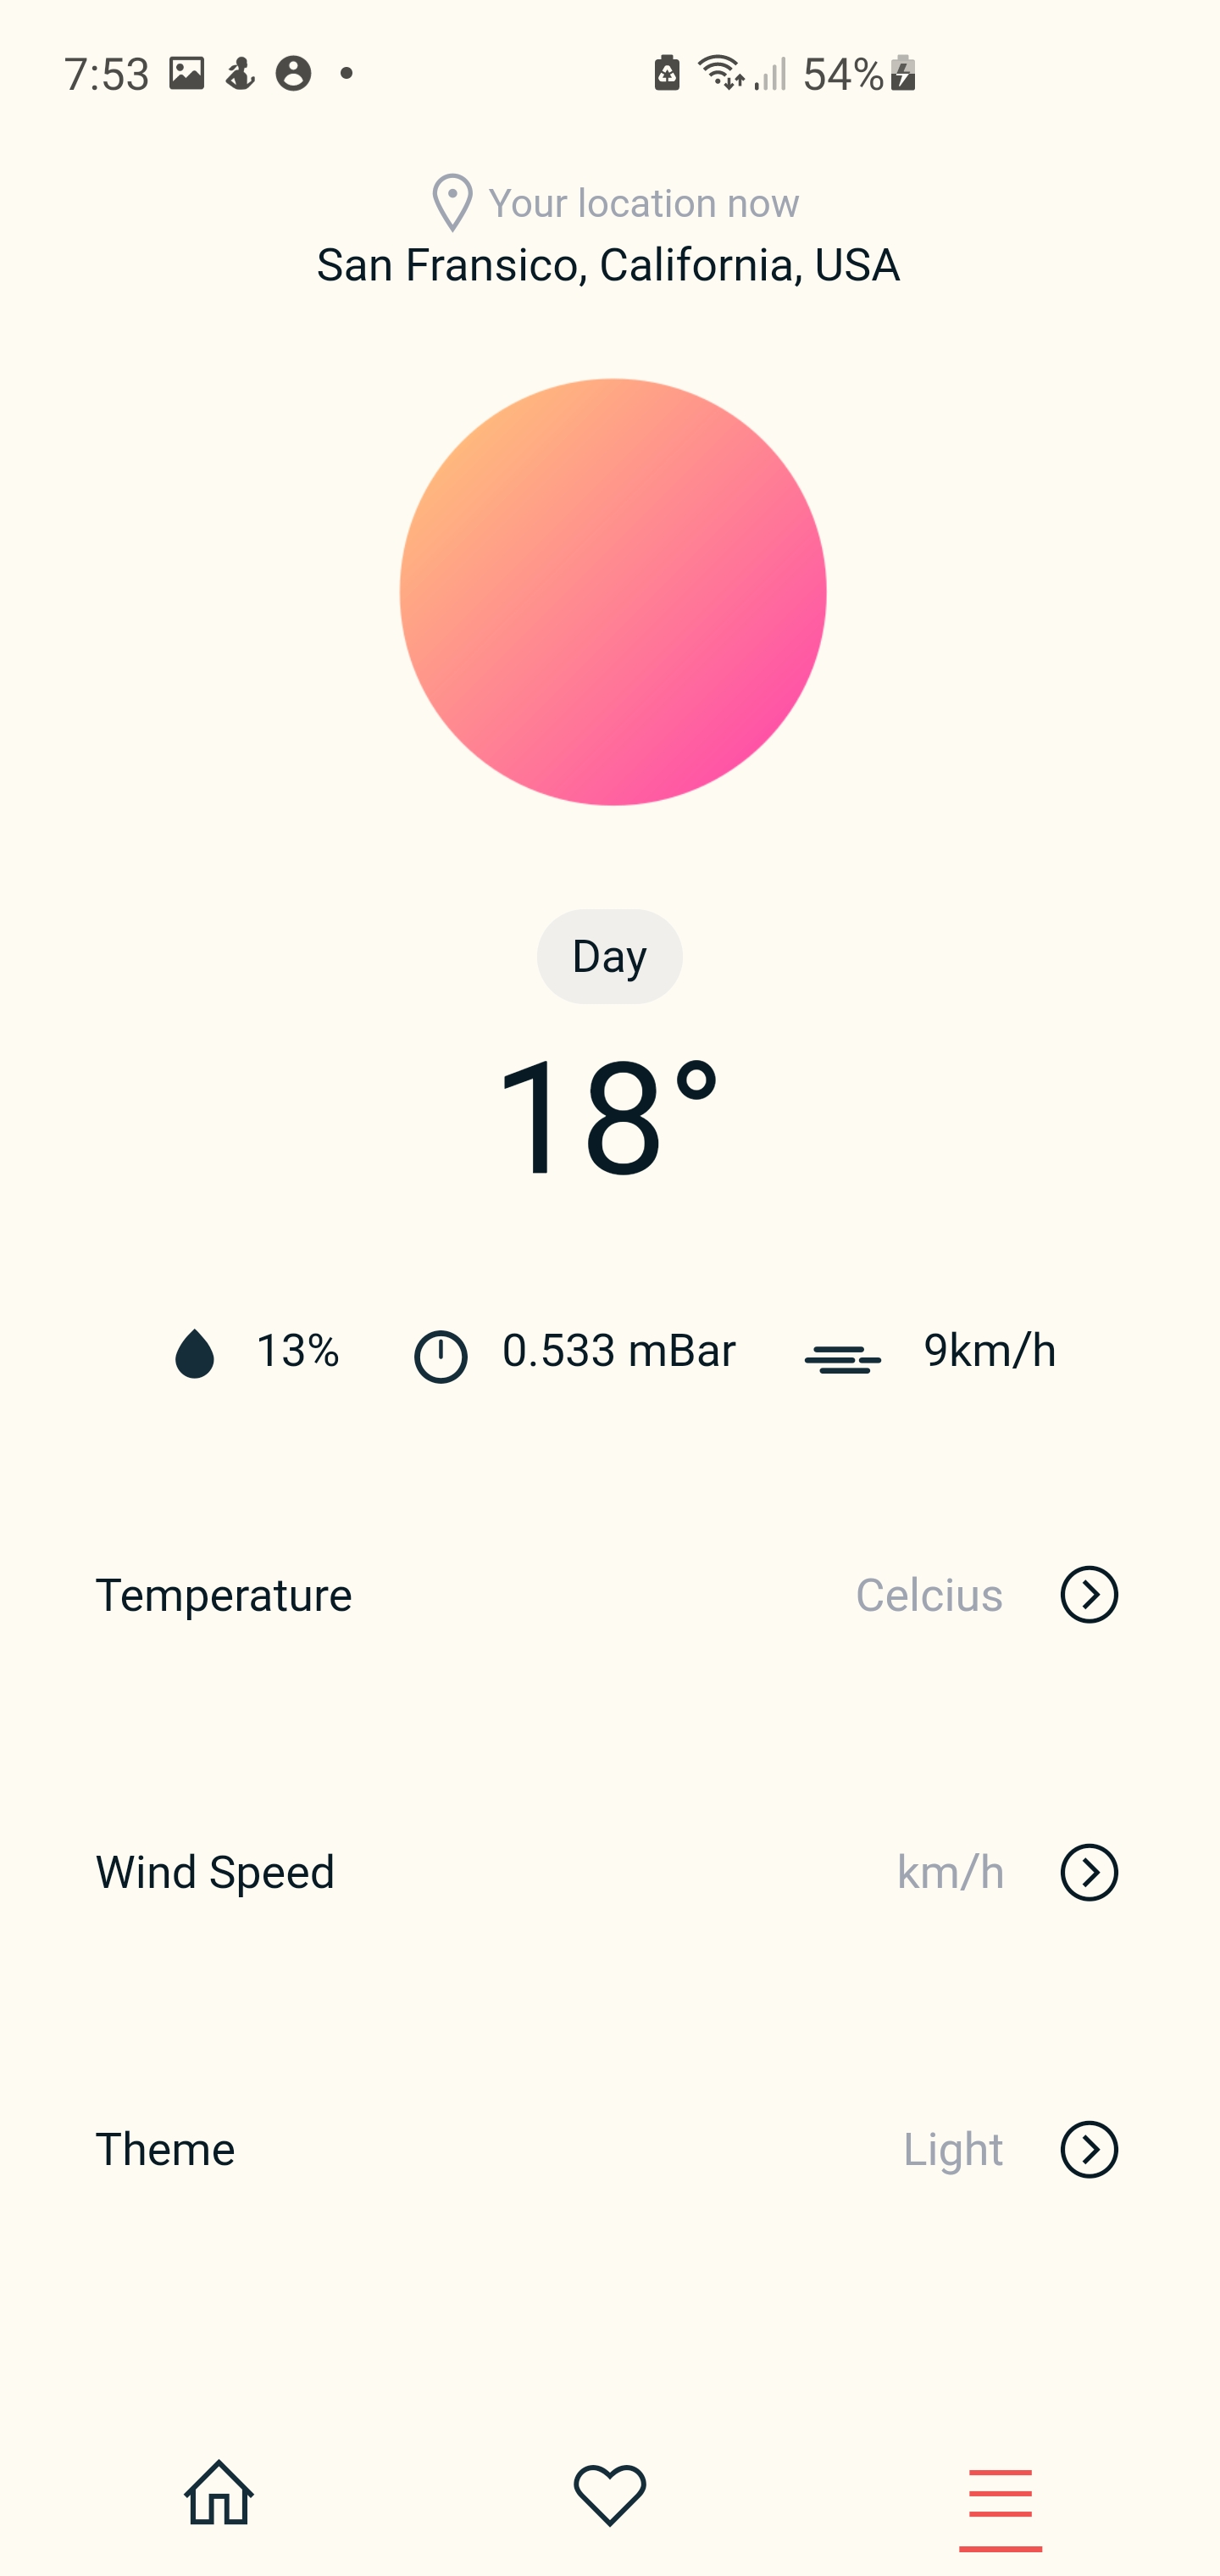 7:53 54%
Your location now
San Fransico, California, USA
Day
18°
13% 0.533 mBar 9km/h
Temperature Celcius
Wind Speed km/h
Theme Light